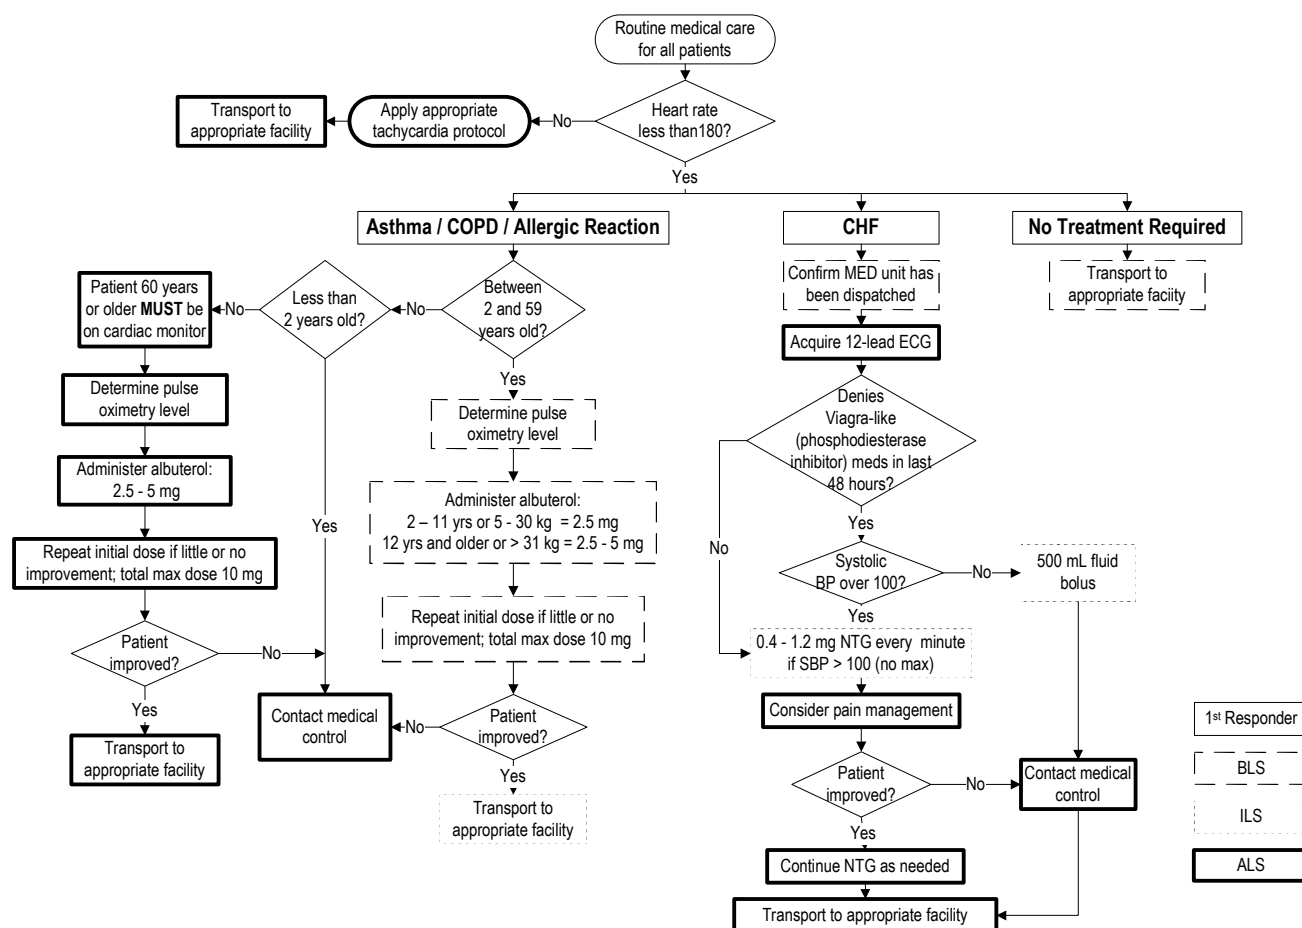 Routine medical care
for all patients
Heart rate
less than180?
No
Apply appropriate
tachycardia protocol
Transport to
appropriate facility
Yes
Asthma / COPD / Allergic Reaction
CHF
No Treatment Required
Patient 60 years
or older MUST be
on cardiac monitor
No
Less than
2 years old?
No
Between
2 and 59
years old?
Determine pulse
oximetry level
Administer albuterol:
2.5 - 5 mg
Repeat initial dose if little or no
improvement; total max dose 10 mg
Patient
improved?
No
Yes
Transport to
appropriate facility
Yes
Contact medical
control
Yes
Determine pulse
oximetry level
Administer albuterol:
2 – 11 yrs or 5 - 30 kg = 2.5 mg
12 yrs and older or > 31 kg = 2.5 - 5 mg
Repeat initial dose if little or no
improvement; total max dose 10 mg
Patient
improved?
No
Yes
Transport to
appropriate facility
Confirm MED unit has
been dispatched
Acquire 12-lead ECG
Denies
Viagra-like
(phosphodiesterase
inhibitor) meds in last
48 hours?
No
Yes
Systolic
BP over 100?
No
500 mL fluid
bolus
Yes
0.4 - 1.2 mg NTG every minute
if SBP > 100 (no max)
Consider pain management
Patient
improved?
No
Contact medical
control
Yes
Continue NTG as needed
Transport to appropriate facility
Transport to
appropriate faciity
1st Responder
BLS
ILS
ALS